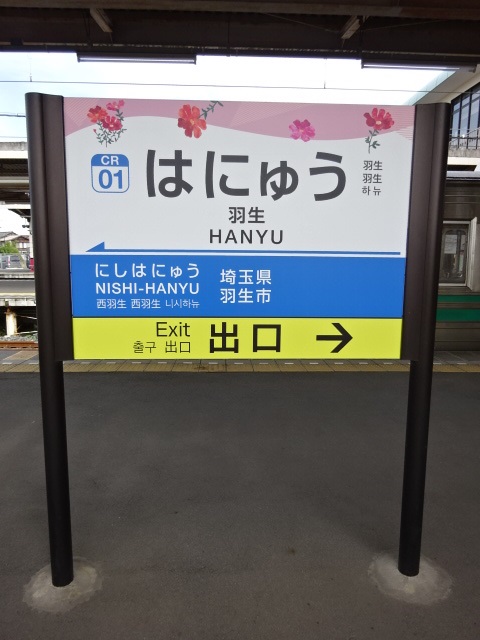 CR
01
はにゅう
羽生
HANYU
羽生
羽生
하뉴
にしはにゅう
NISHI-HANYU
西羽生 西羽生 니시하뉴
埼玉県
羽生市
Exit
출구 出口
出口